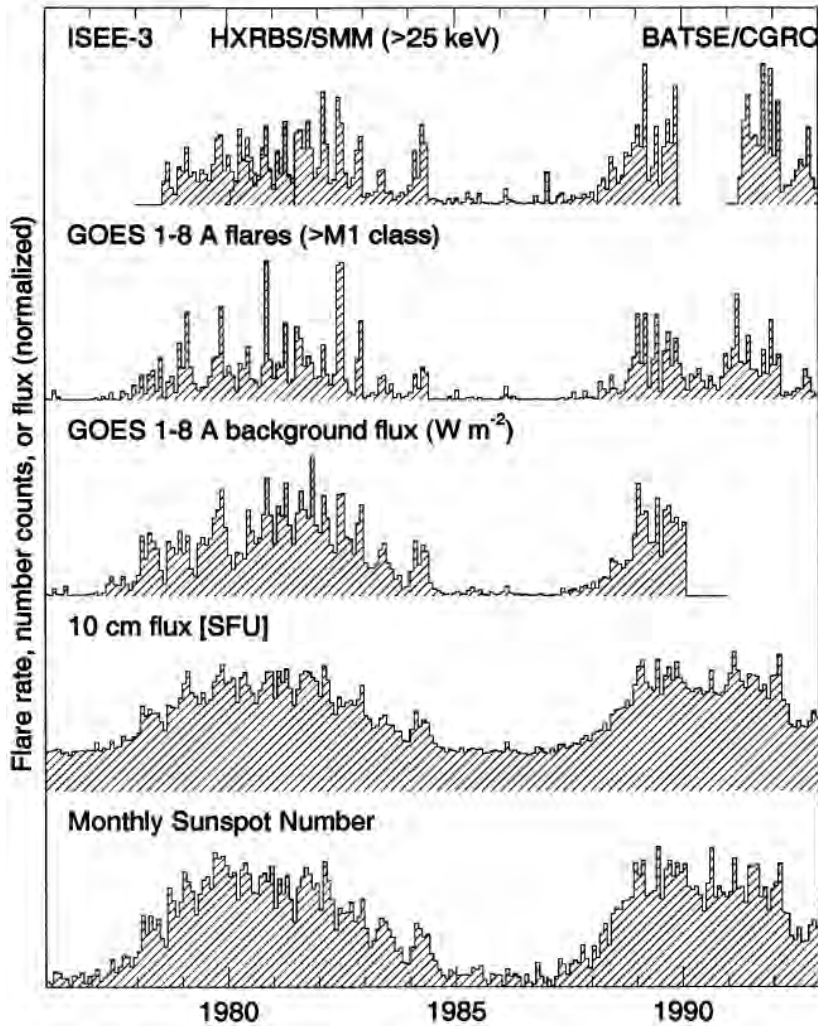 ISEE-3 HXRBS/SMM (>25 keV) BATSE/CGRO
GOES 1-8 A flares (>M1 class)
GOES 1-8 A background flux (W m⁻²)
10 cm flux [SFU]
Monthly Sunspot Number
Flare rate, number counts, or flux (normalized)
1980 1985 1990